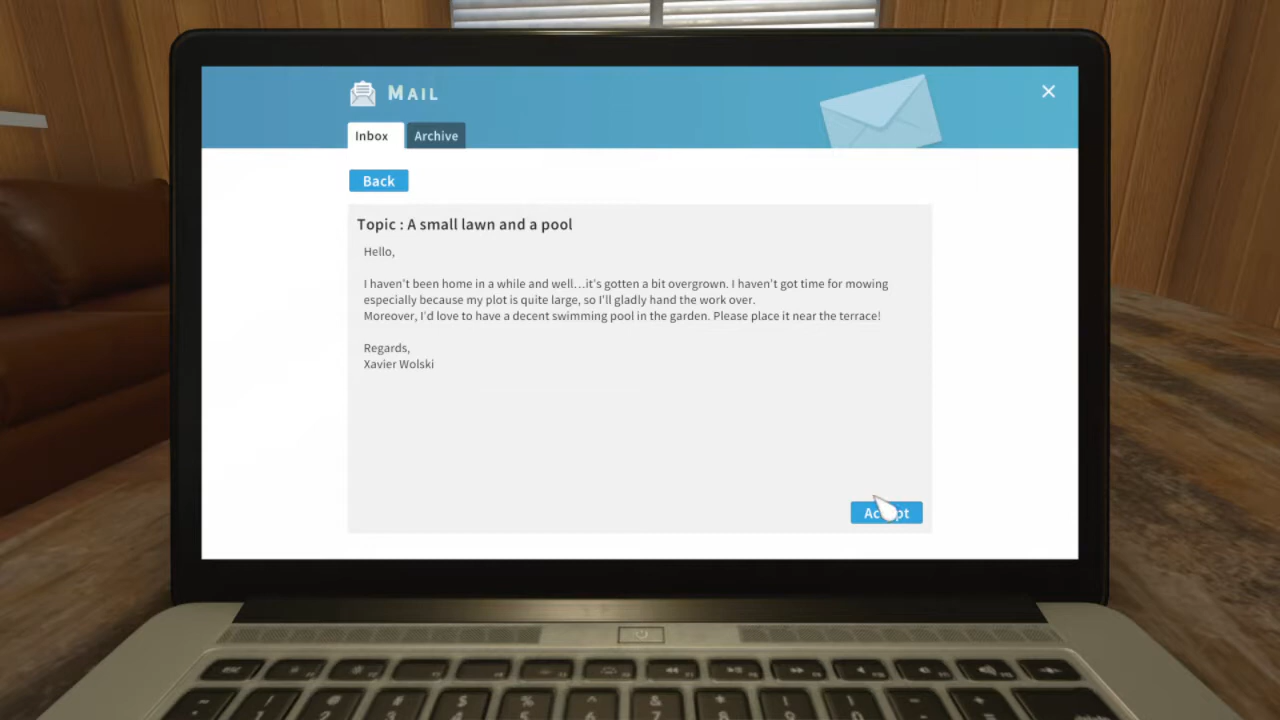 MAIL
Inbox
Archive
Back
Topic : A small lawn and a pool
Hello,
I haven't been home in a while and well...it's gotten a bit overgrown. I haven't got time for mowing
especially because my plot is quite large, so I'll gladly hand the work over.
Moreover, I'd love to have a decent swimming pool in the garden. Please place it near the terrace!
Regards,
Xavier Wolski
Accept